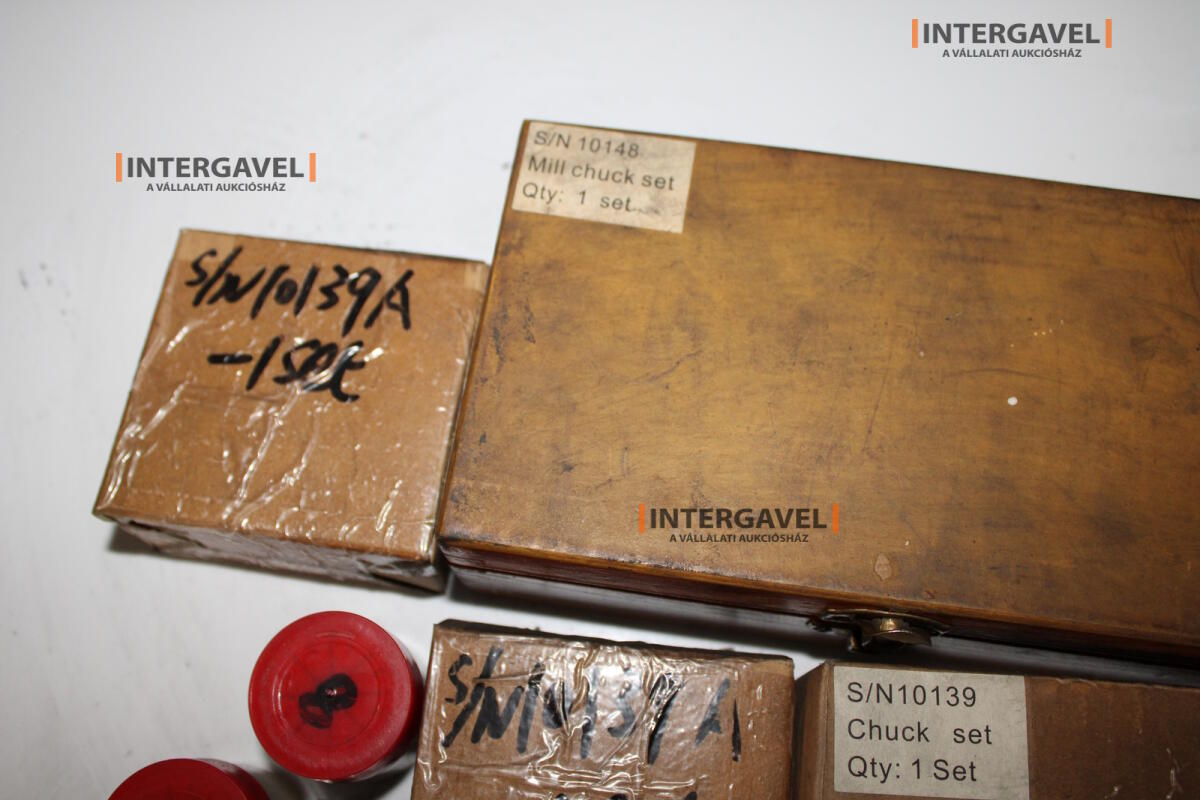 INTERGAVEL
A VÁLLALATI AUKCIÓSHÁZ
INTERGAVEL
A VÁLLALATI AUKCIÓSHÁZ
S/N 10148
Mill chuck set
Qty: 1 set
S/N10139A
-1set
INTERGAVEL
A VÁLLALATI AUKCIÓSHÁZ
S/N10139A
S/N10139
Chuck set
Qty: 1 Set